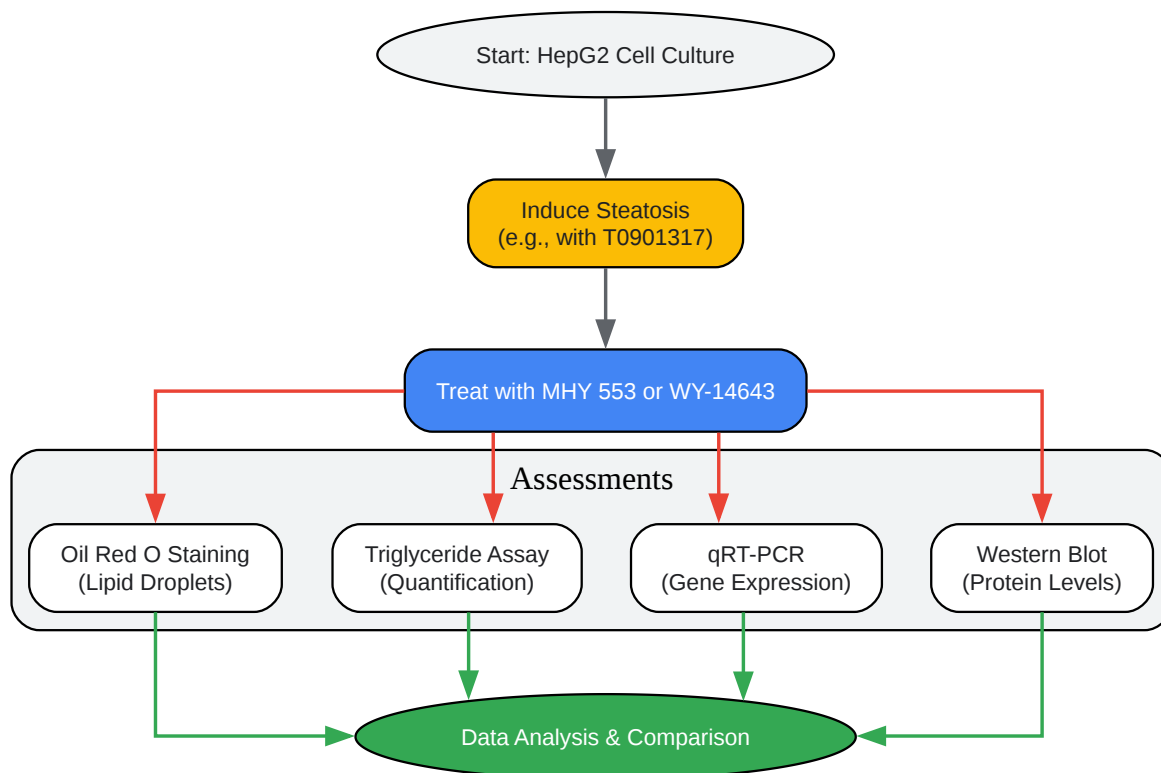 Start: HepG2 Cell Culture
Induce Steatosis
(e.g., with T0901317)
Treat with MHY 553 or WY-14643
Assessments
Oil Red O Staining
(Lipid Droplets)
Triglyceride Assay
(Quantification)
qRT-PCR
(Gene Expression)
Western Blot
(Protein Levels)
Data Analysis & Comparison